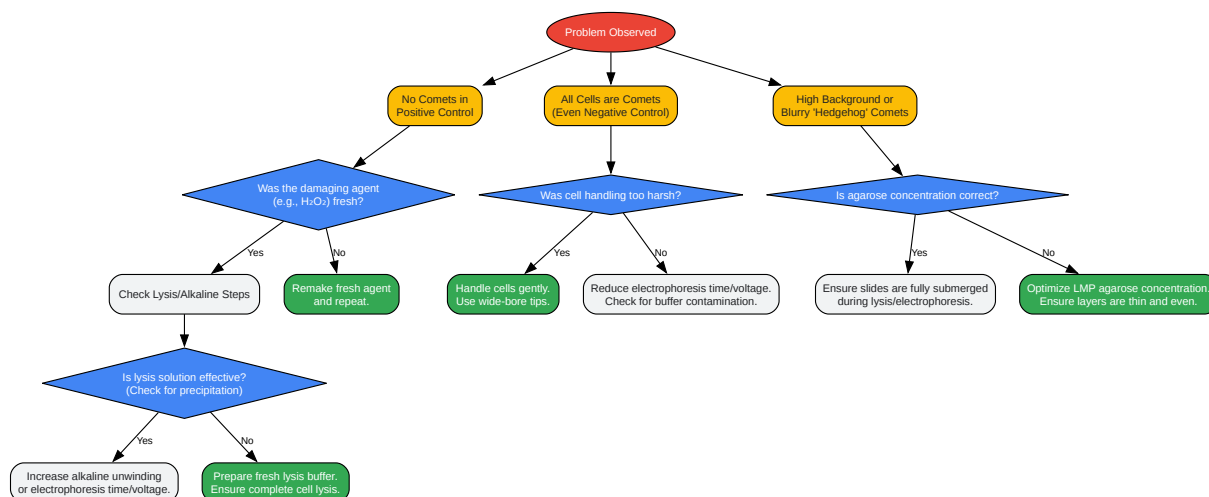 Problem Observed
No Comets in
Positive Control
All Cells are Comets
(Even Negative Control)
High Background or
Blurry 'Hedgehog' Comets
Was the damaging agent
(e.g., H₂O₂) fresh?
Was cell handling too harsh?
Is agarose concentration correct?
Yes
No
Yes
No
Yes
No
Check Lysis/Alkaline Steps
Remake fresh agent
and repeat.
Handle cells gently.
Use wide-bore tips.
Reduce electrophoresis time/voltage.
Check for buffer contamination.
Ensure slides are fully submerged
during lysis/electrophoresis.
Optimize LMP agarose concentration.
Ensure layers are thin and even.
Is lysis solution effective?
(Check for precipitation)
Yes
No
Increase alkaline unwinding
or electrophoresis time/voltage.
Prepare fresh lysis buffer.
Ensure complete cell lysis.